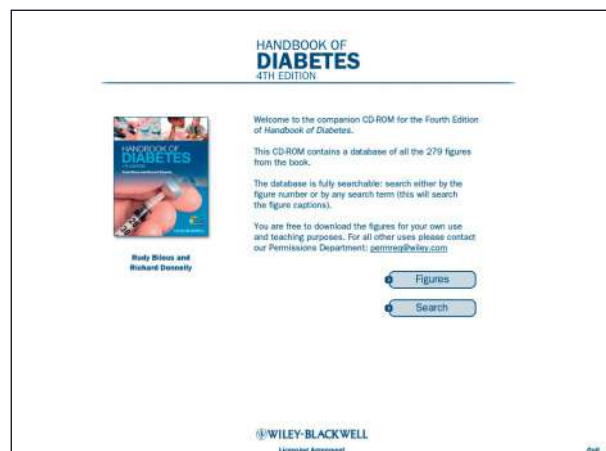 HANDBOOK OF
DIABETES
4TH EDITION
Welcome to the companion CD-ROM for the Fourth Edition
of Handbook of Diabetes.
This CD-ROM contains a database of all the 279 figures
from the book.
The database is fully searchable: search either by the
figure number or by any search term (this will search
the figure captions).
You are free to download the figures for your own use
and teaching purposes. For all other uses please contact
our Permissions Department: permreq@wiley.com
HANDBOOK OF
DIABETES
Rudy Bilous and
Richard Donnelly
Figures
Search
WILEY-BLACKWELL
Licensing Agreement